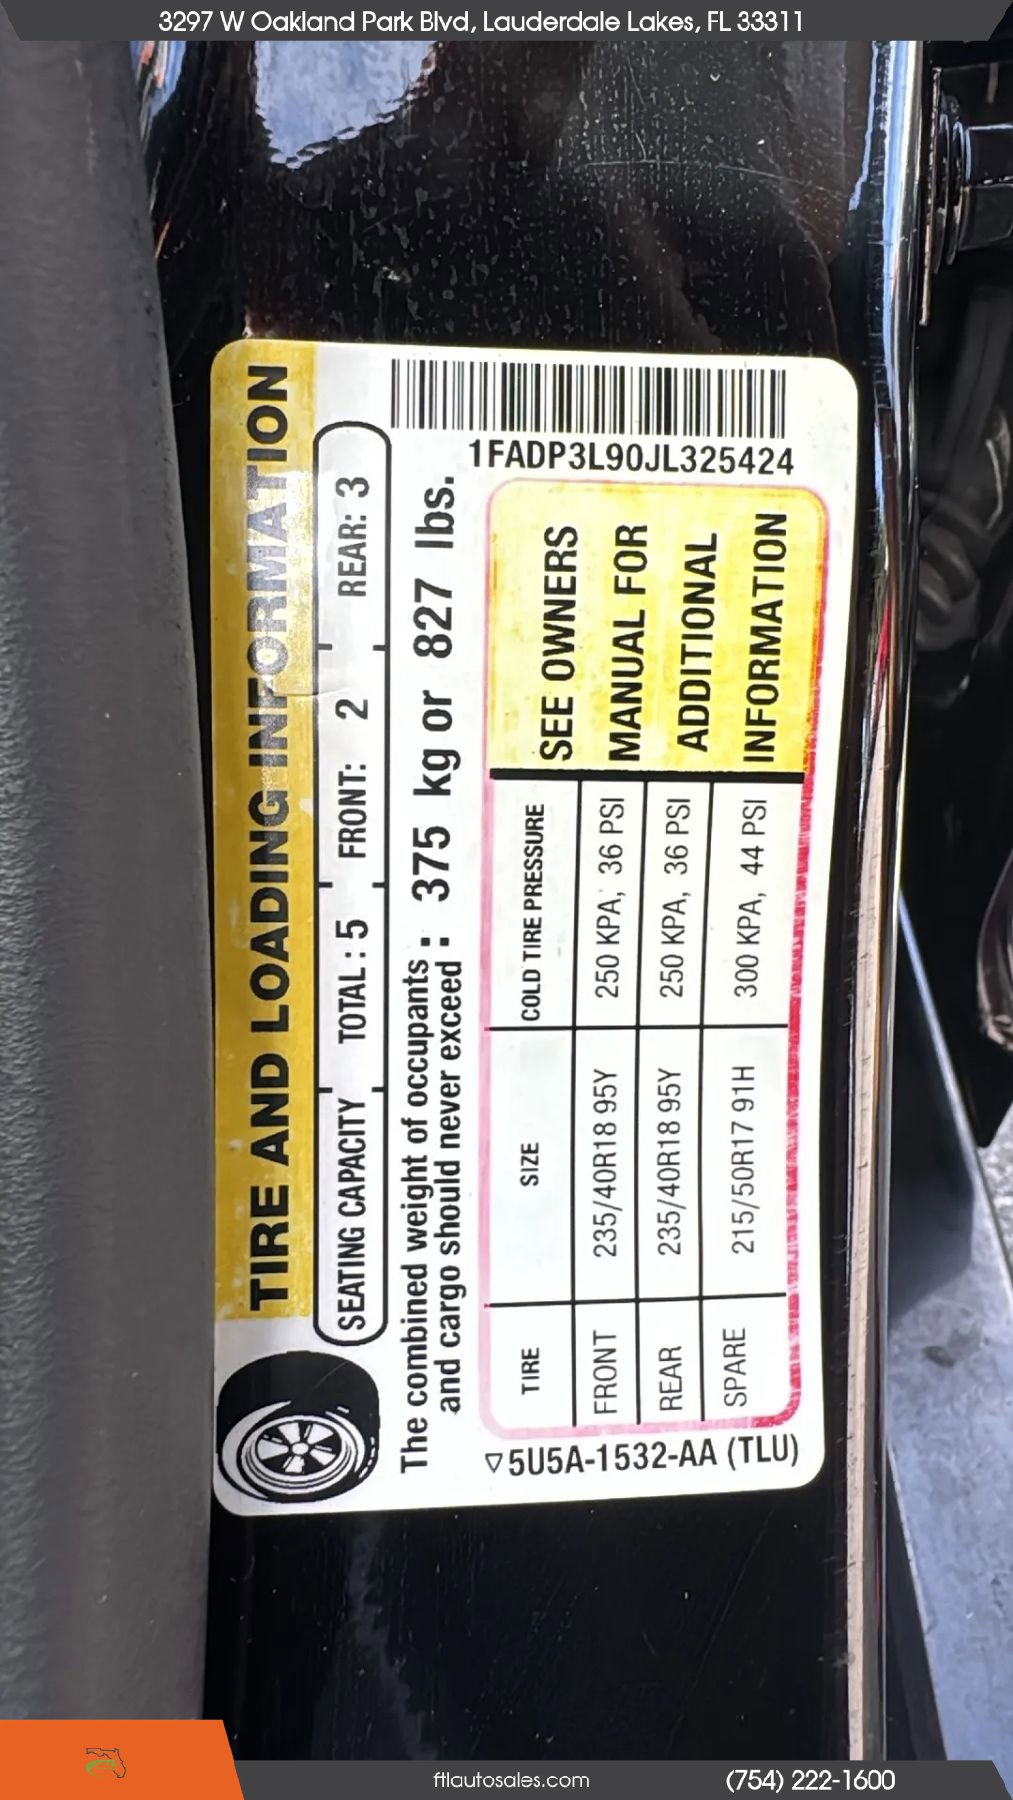 3297 W Oakland Park Blvd, Lauderdale Lakes, FL 33311
TIRE AND LOADING INFORMATION
SEATING CAPACITY TOTAL : 5 FRONT: 2 REAR: 3
The combined weight of occupants :
and cargo should never exceed : 375 kg or 827 lbs.
1FADP3L90JL325424
TIRE SIZE COLD TIRE PRESSURE
FRONT 235/40R18 95Y 250 KPA, 36 PSI
REAR 235/40R18 95Y 250 KPA, 36 PSI
SPARE 215/50R17 91H 300 KPA, 44 PSI
SEE OWNERS
MANUAL FOR
ADDITIONAL
INFORMATION
5U5A-1532-AA (TLU)
ftlautosales.com
(754) 222-1600